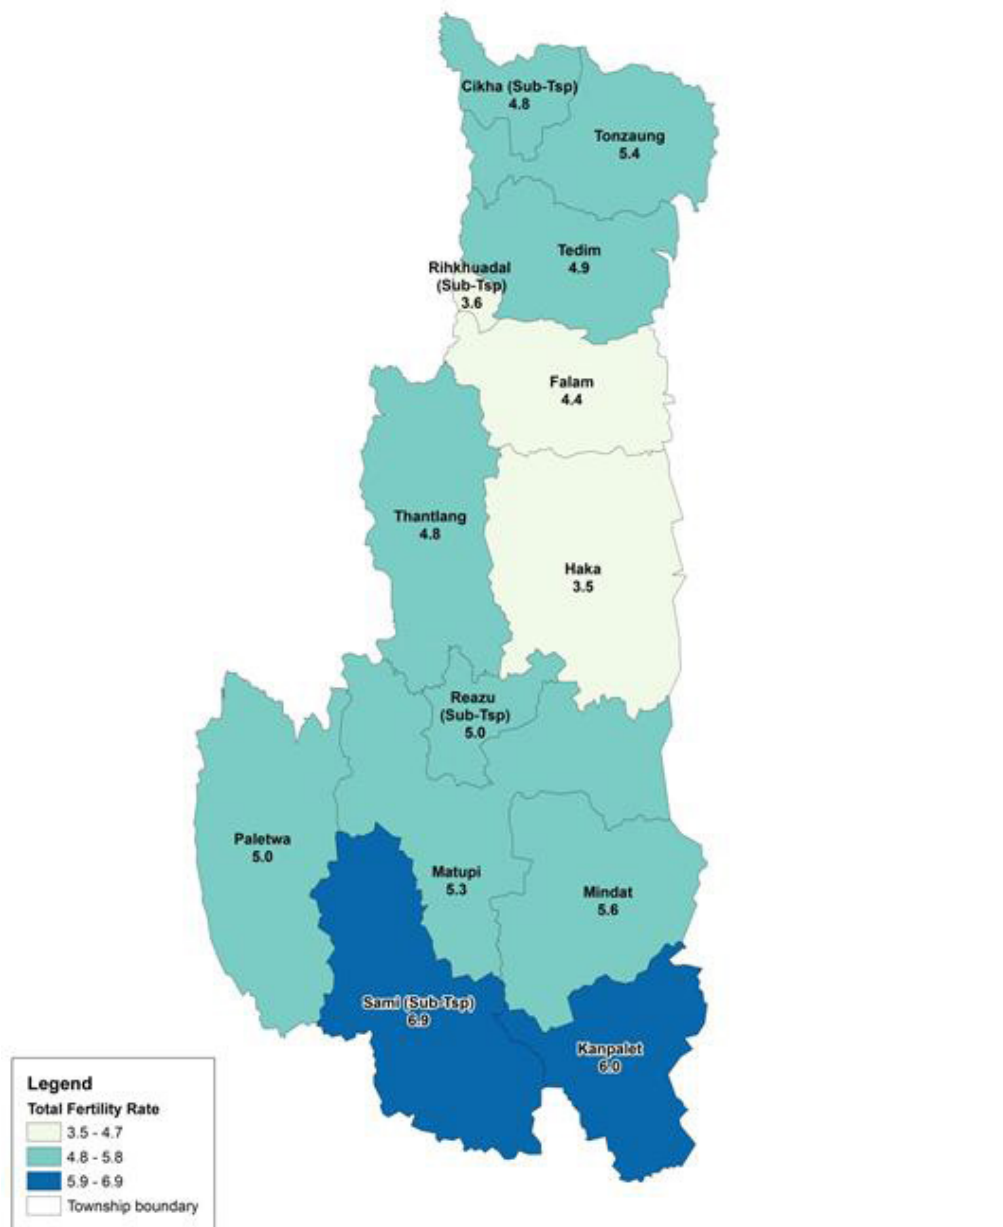 Cikha (Sub-Tsp)
4.8
Tonzaung
5.4
Tedim
4.9
Rihkhuadal
(Sub-Tsp)
3.6
Falam
4.4
Thantlang
4.8
Haka
3.5
Reazu
(Sub-Tsp)
5.0
Paletwa
5.0
Matupi
5.3
Mindat
5.6
Sami (Sub-Tsp)
6.9
Kanpalet
6.0
Legend
Total Fertility Rate
3.5 - 4.7
4.8 - 5.8
5.9 - 6.9
Township boundary